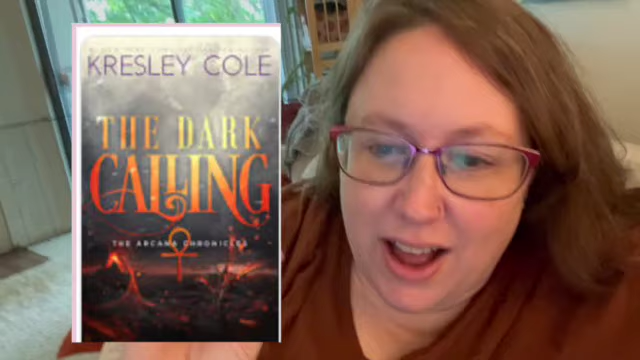 KRESLEY COLE
THE DARK
CALLING
THE ARCANA CHRONICLES